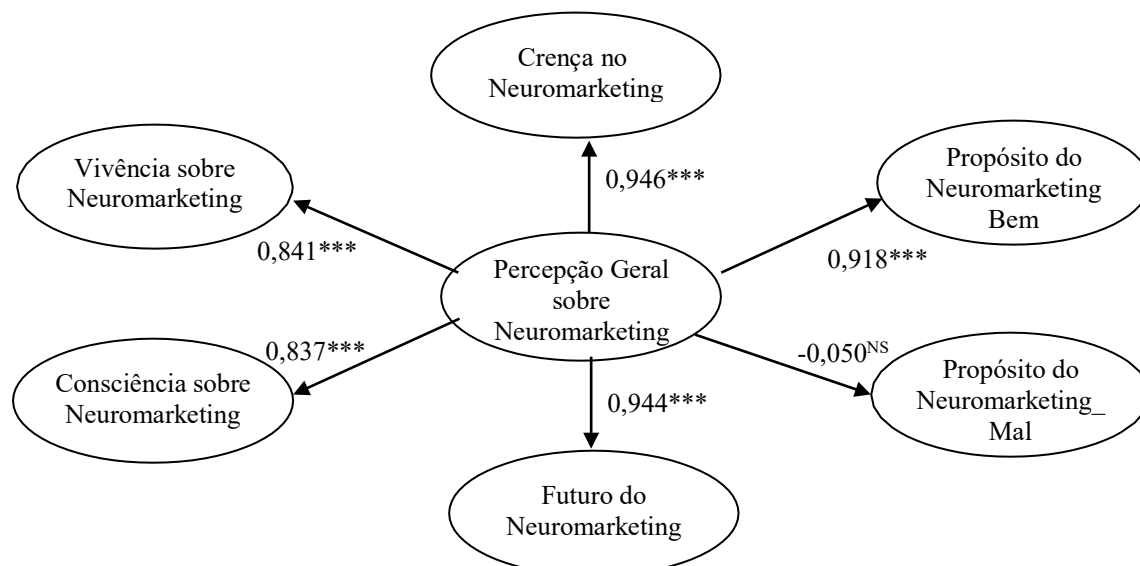 Crença no
Neuromarketing
Vivência sobre
Neuromarketing
0,946***
Propósito do
Neuromarketing
Bem
0,841***
0,918***
Percepção Geral
sobre
Neuromarketing
0,837***
-0,050NS
Consciência sobre
Neuromarketing
Propósito do
Neuromarketing_
Mal
0,944***
Futuro do
Neuromarketing